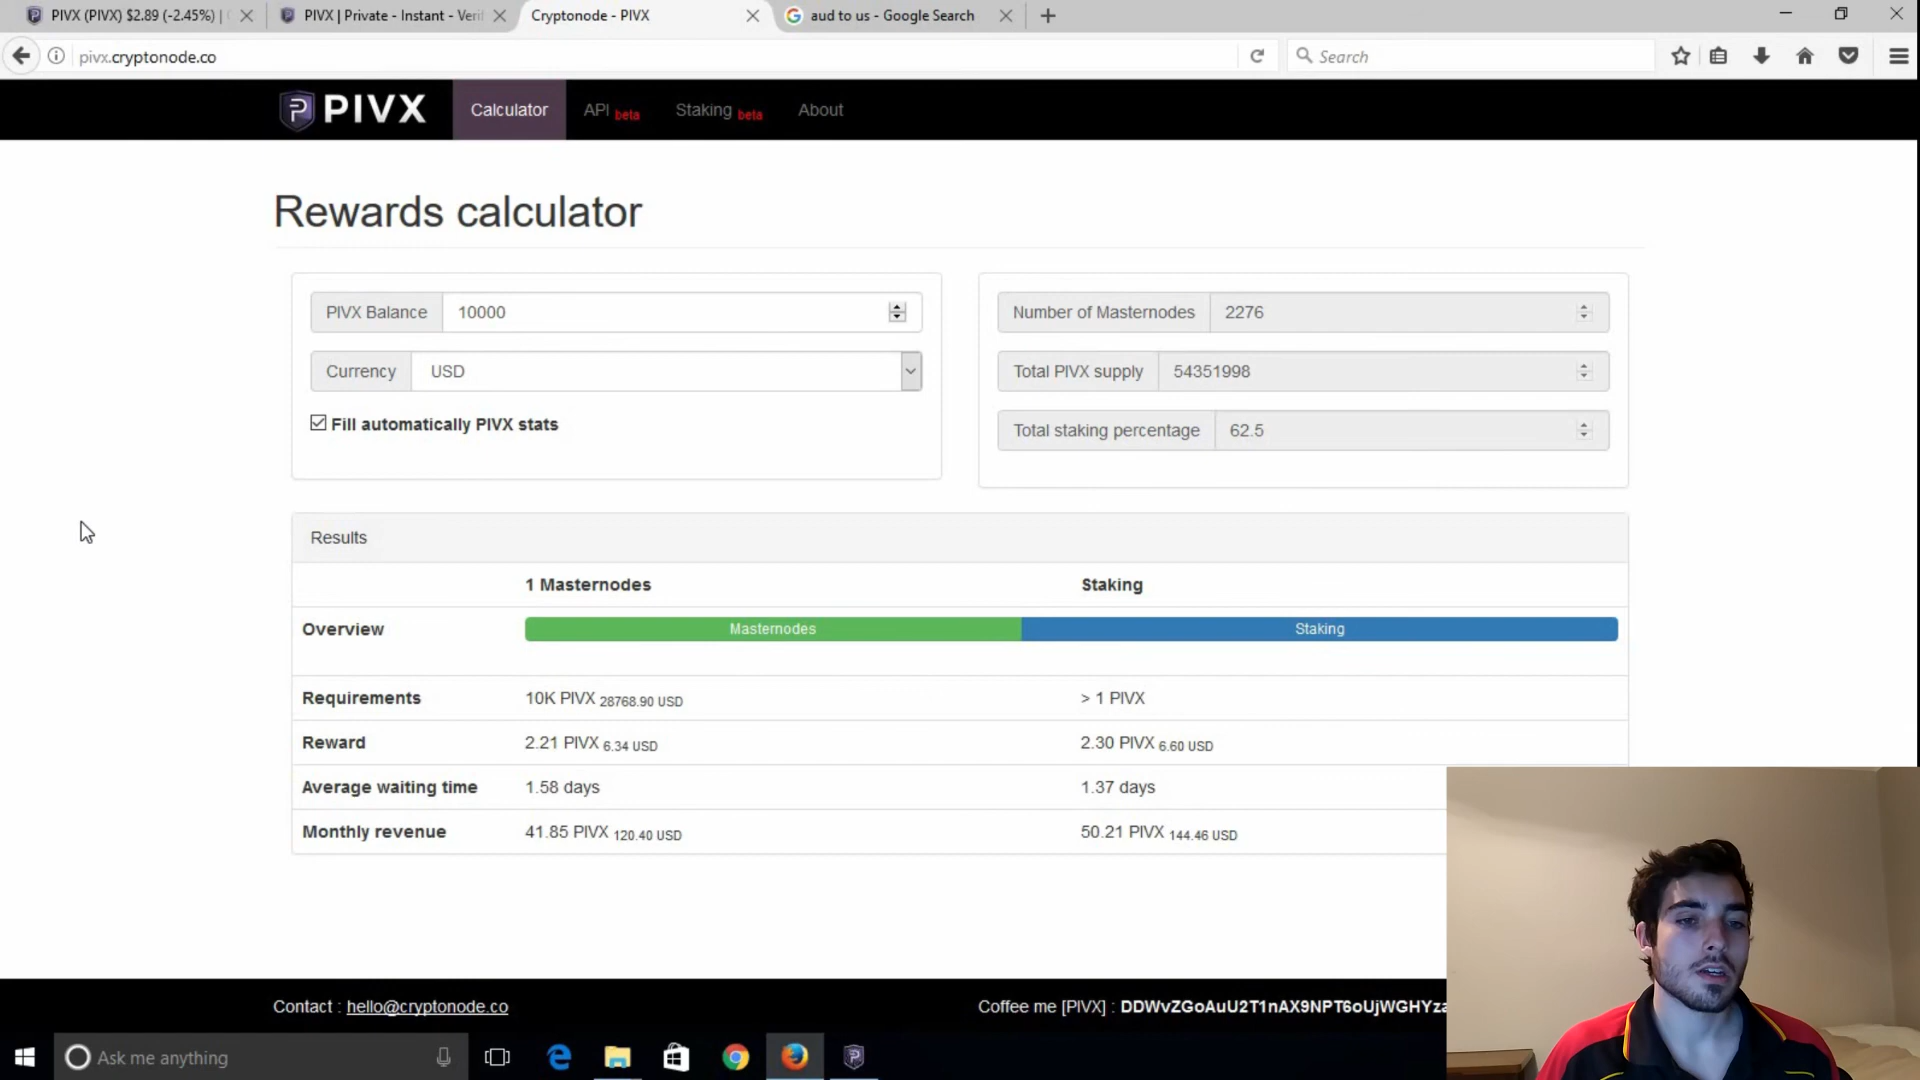 PIVX (PIVX) $2.89 (-2.45%) |
PIVX | Private - Instant - Veri
Cryptonode - PIVX
aud to us - Google Search
pivx.cryptonode.co
Search
PIVX
Calculator
API beta
Staking beta
About
Rewards calculator
PIVX Balance 10000
Number of Masternodes 2276
Currency USD
Total PIVX supply 54351998
Fill automatically PIVX stats
Total staking percentage 62.5
Results
1 Masternodes Staking
Overview Masternodes Staking
Requirements 10K PIVX 28768.90 USD > 1 PIVX
Reward 2.21 PIVX 6.34 USD 2.30 PIVX 6.60 USD
Average waiting time 1.58 days 1.37 days
Monthly revenue 41.85 PIVX 120.40 USD 50.21 PIVX 144.46 USD
Contact : hello@cryptonode.co
Coffee me [PIVX] : DDWvZGoAuU2T1nAX9NPT6oUjWGHYza
Ask me anything